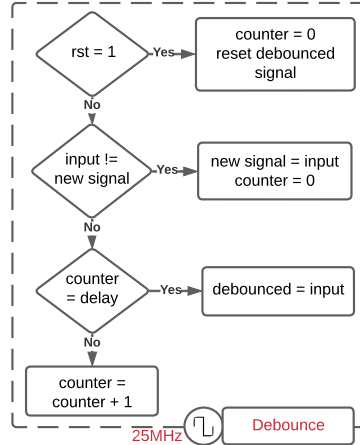 rst = 1
Yes
counter = 0
reset debounced
signal
No
input !=
new signal
Yes
new signal = input
counter = 0
No
counter
= delay
Yes
debounced = input
No
counter =
counter + 1
25MHz
Debounce